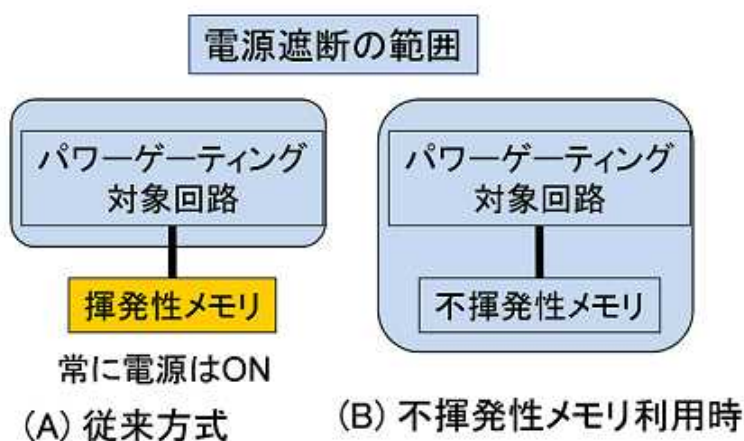 電源遮断の範囲
パワーゲーティング
対象回路
揮発性メモリ
常に電源はON
(A) 従来方式
パワーゲーティング
対象回路
不揮発性メモリ
(B) 不揮発性メモリ利用時